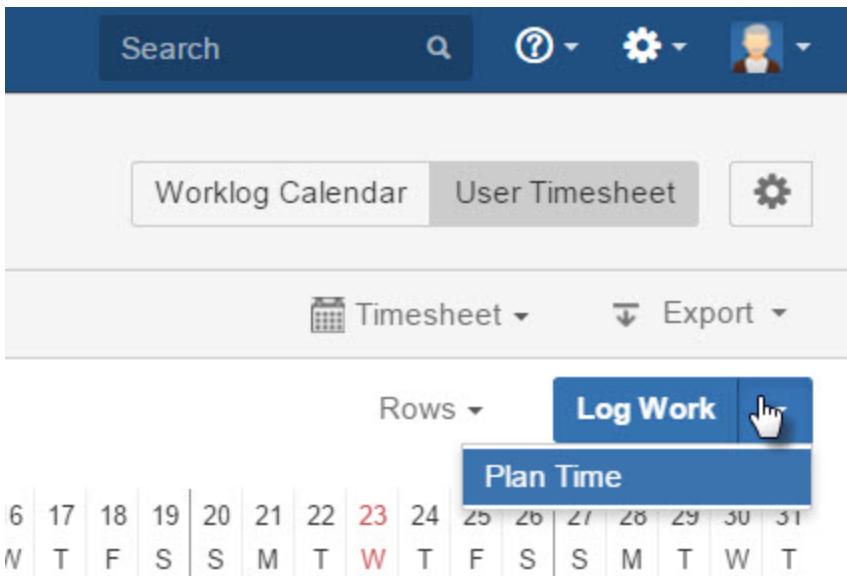 Search
Worklog Calendar User Timesheet
Timesheet Export
Rows Log Work
Plan Time
6 17 18 19 20 21 22 23 24 25 26 27 28 29 30 31
W T F S S M T W T F S S M T W T